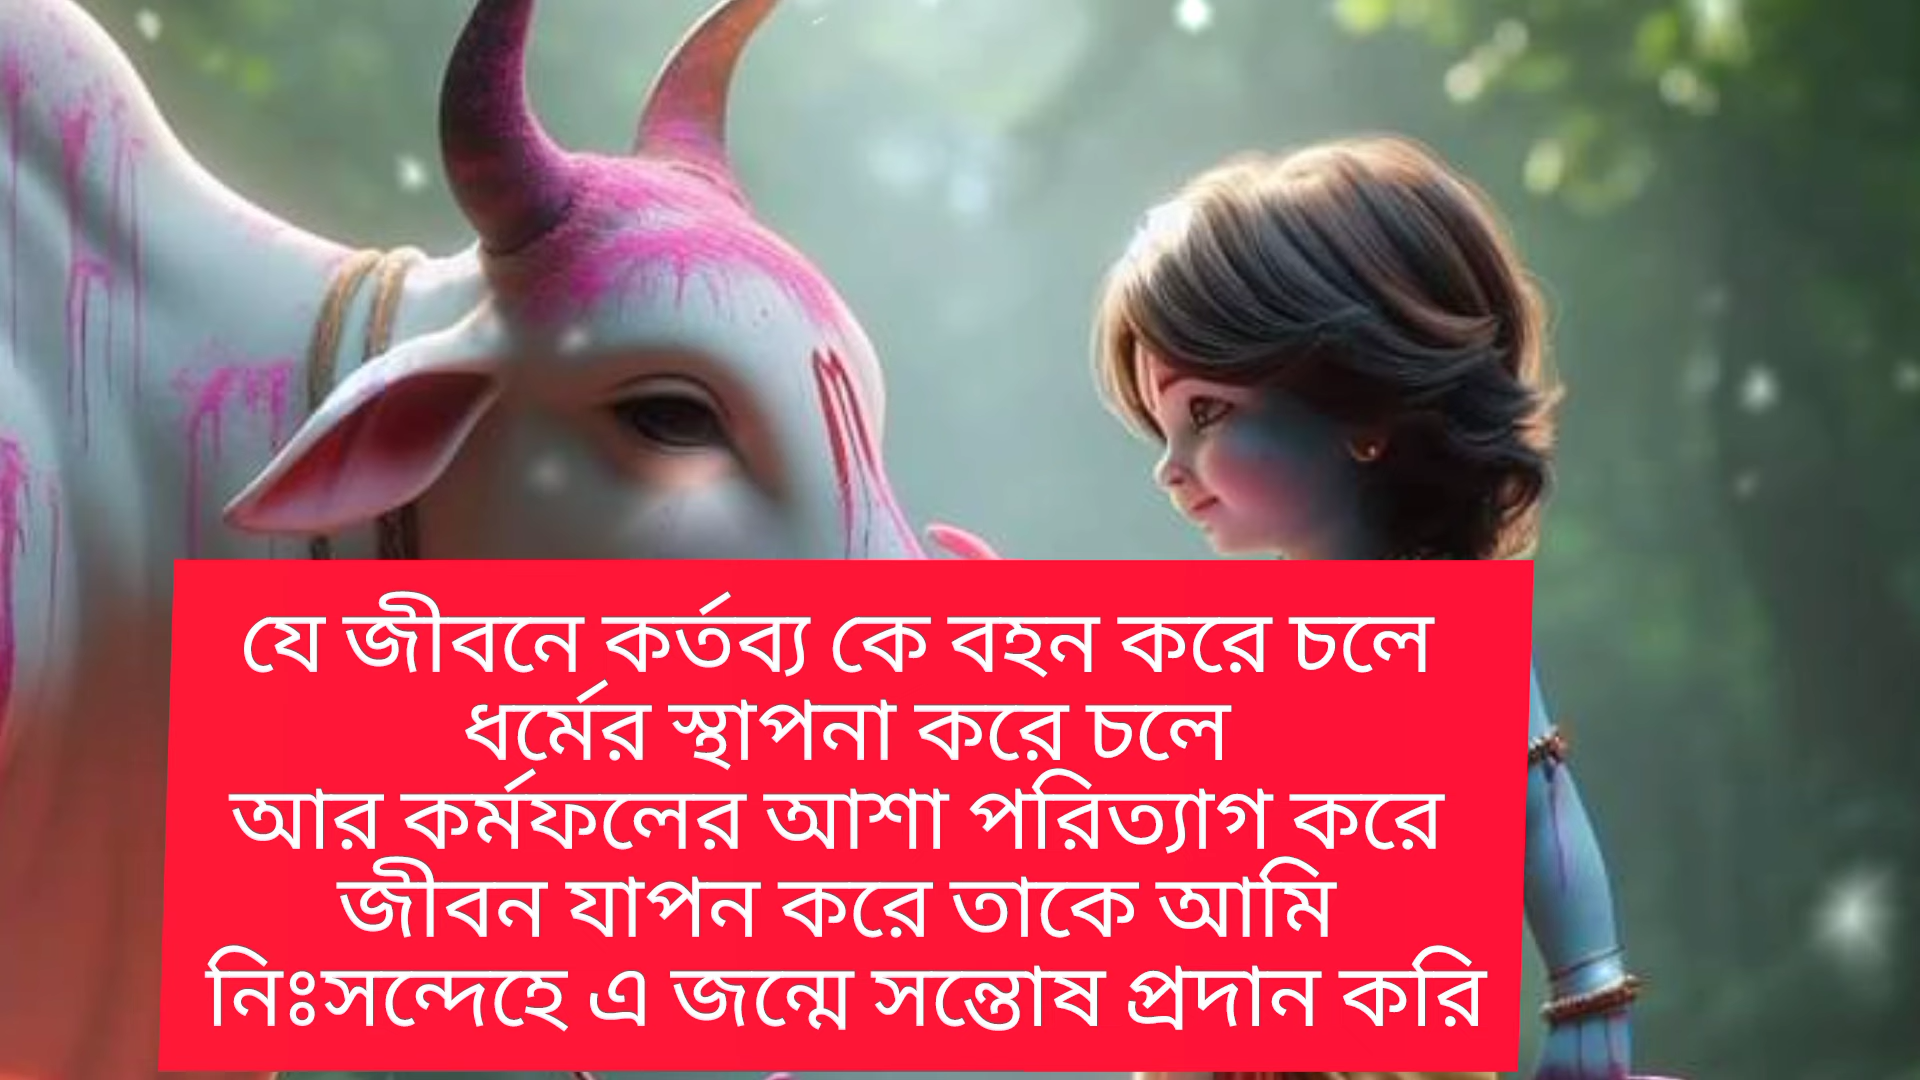 যে জীবনে কর্তব্য কে বহন করে চলে
ধর্মের স্থাপনা করে চলে
আর কর্মফলের আশা পরিত্যাগ করে
জীবন যাপন করে তাকে আমি
নিঃসন্দেহে এ জন্মে সন্তোষ প্রদান করি